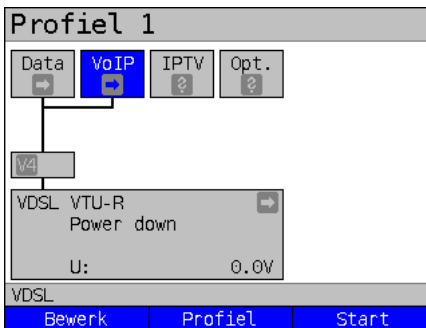 Profiel 1
Data VoIP IPTV Opt.
? ?
V4
VDSL VTU-R
Power down
U: 0.0V
VDSL
Bewerk Profiel Start